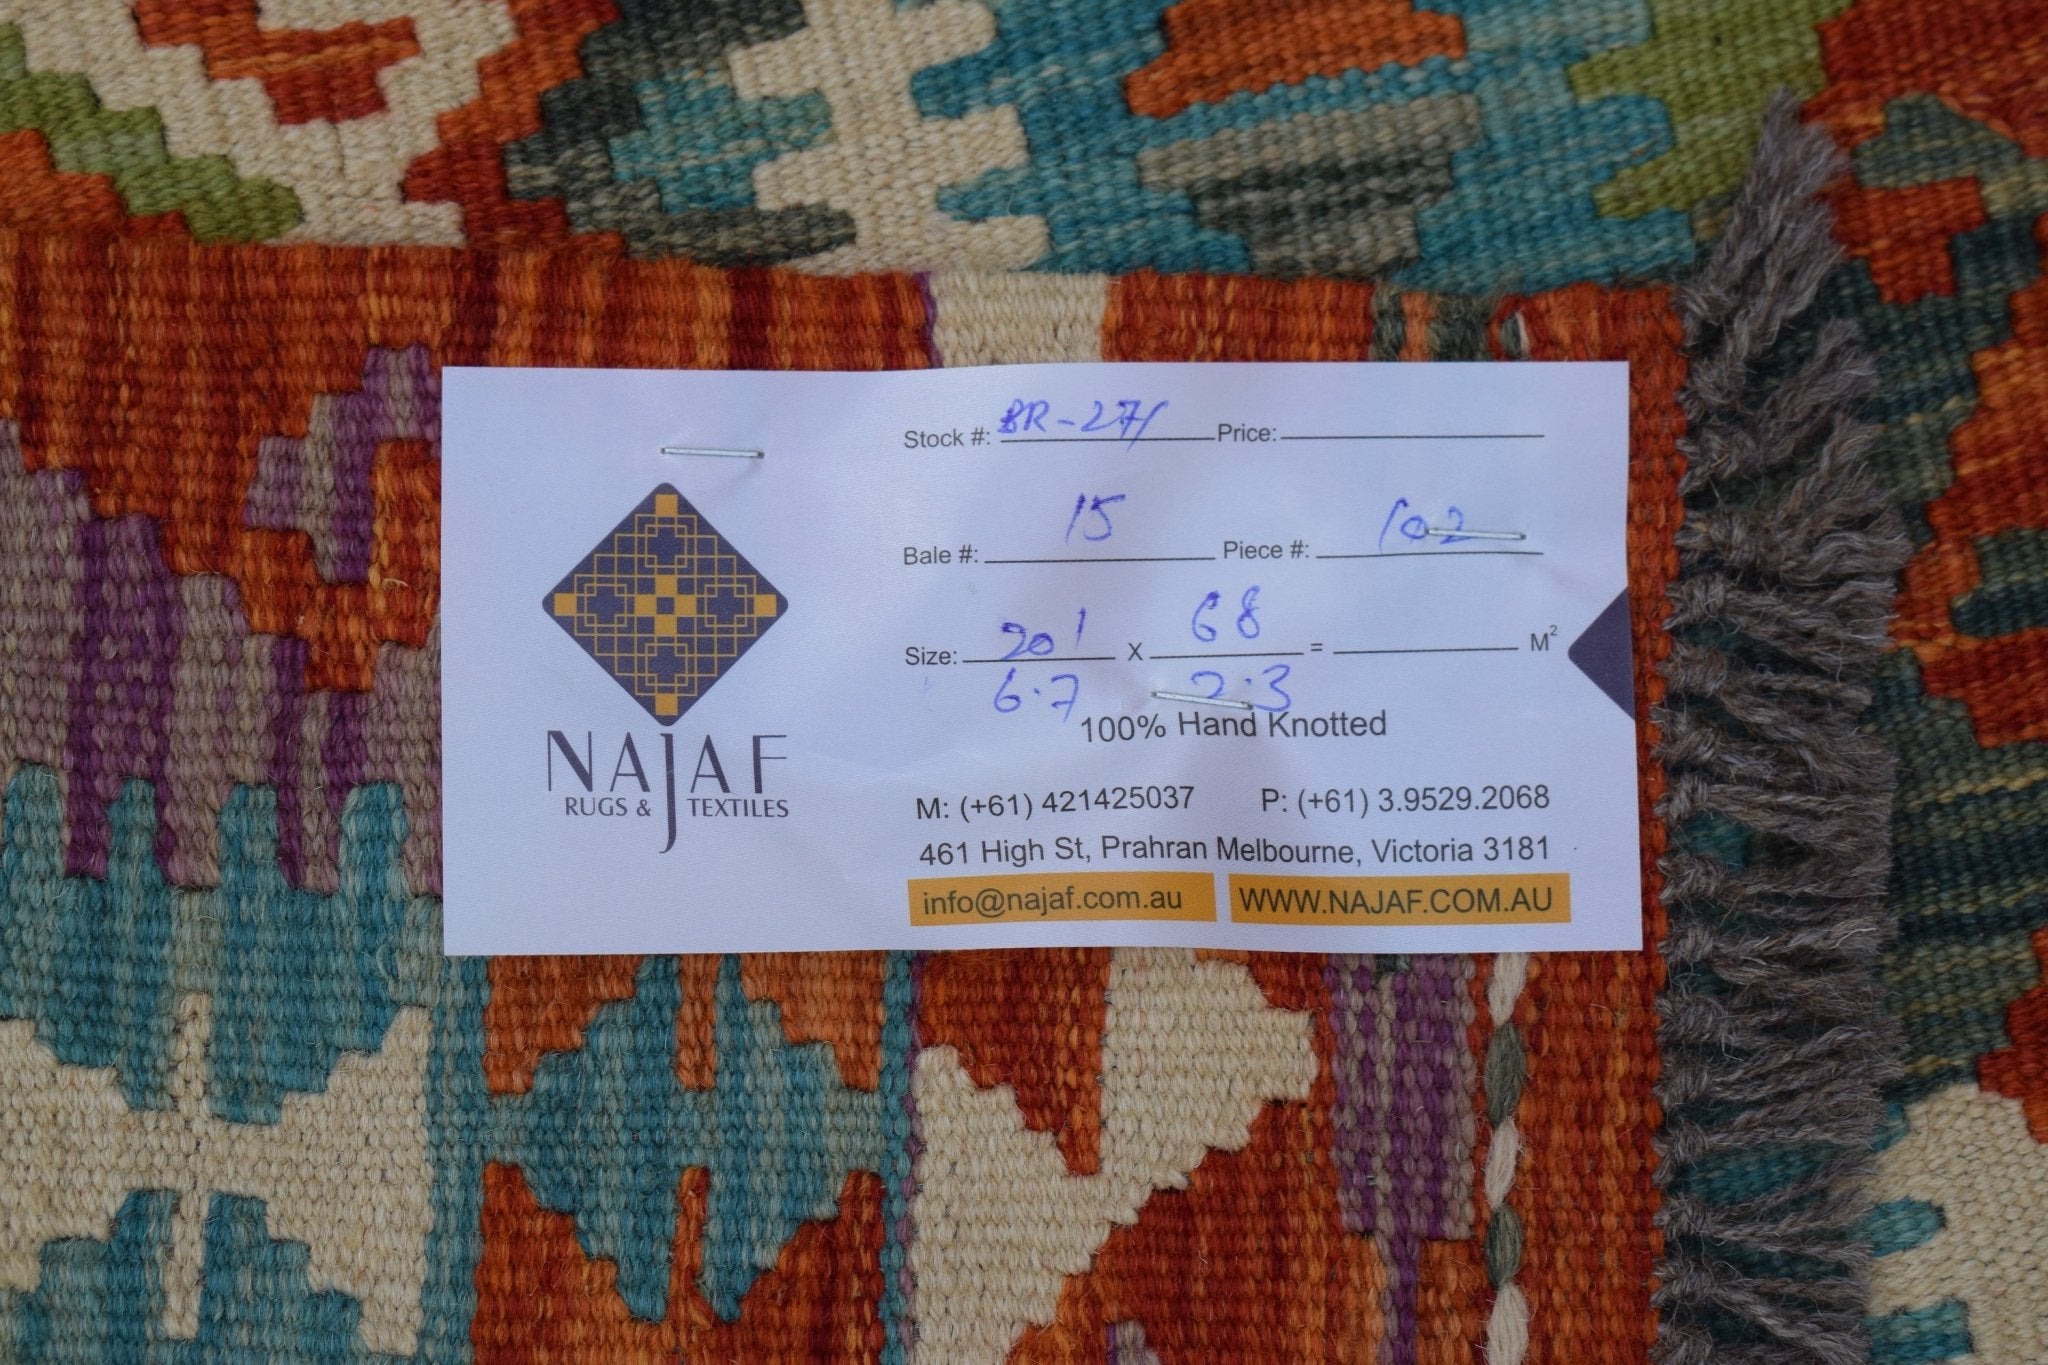 NAJAF
RUGS & TEXTILES
Stock #: BR-271 Price:
Bale #: 15 Piece #: 102
Size: 201 X 68 = M²
6.7 2.3
100% Hand Knotted
M: (+61) 421425037 P: (+61) 3.9529.2068
461 High St, Prahran Melbourne, Victoria 3181
info@najaf.com.au WWW.NAJAF.COM.AU